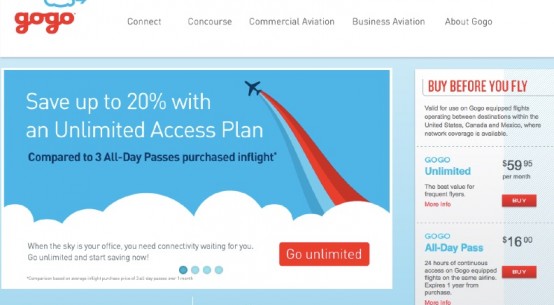 gogo
Connect Concourse Commercial Aviation Business Aviation About Gogo
Save up to 20% with
an Unlimited Access Plan
Compared to 3 All-Day Passes purchased inflight*
When the sky is your office, you need connectivity waiting for you.
Go unlimited and start saving now!
Go unlimited
*Comparison based on average inflight purchase price of 3 all-day passes over 1 month
BUY BEFORE YOU FLY
Valid for use on Gogo equipped flights
operating between destinations within the
United States, Canada and Mexico, where
network coverage is available.
GOGO
Unlimited
$59.95
per month
The best value for
frequent flyers.
More info
BUY
GOGO
All-Day Pass
$16.00
24 hours of continuous
access on Gogo equipped
flights on the same airline.
Expires 1 year from
purchase.
More info
BUY